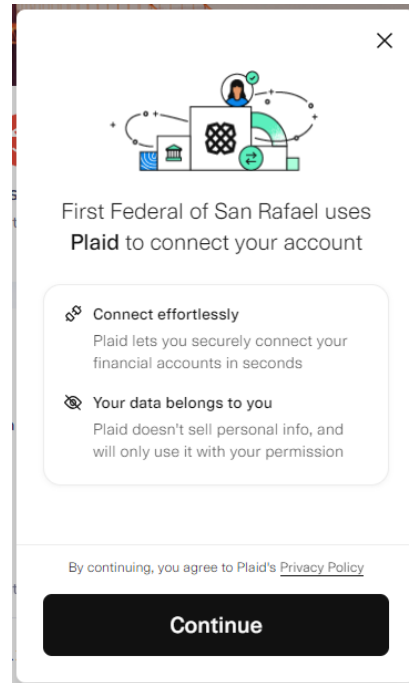 First Federal of San Rafael uses
Plaid to connect your account
Connect effortlessly
Plaid lets you securely connect your
financial accounts in seconds
Your data belongs to you
Plaid doesn't sell personal info, and
will only use it with your permission
By continuing, you agree to Plaid's Privacy Policy
Continue